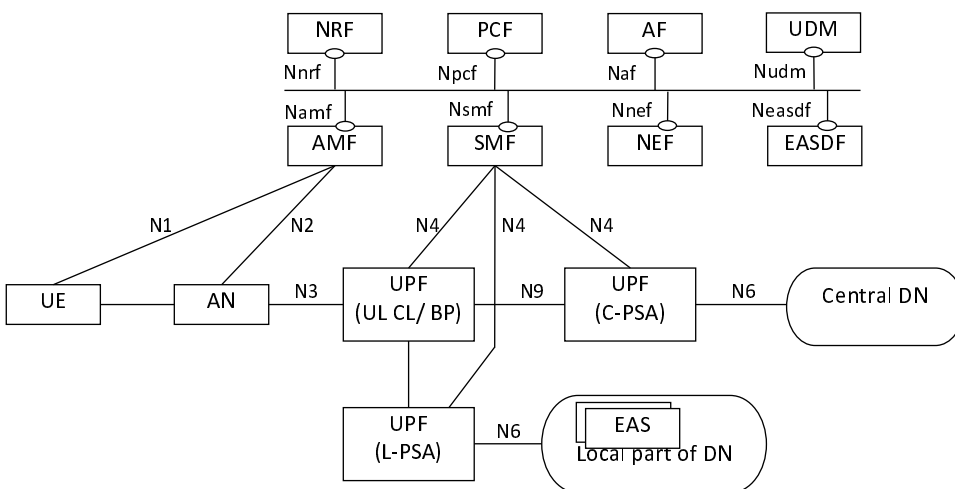 NRF
PCF
AF
UDM
Nnrf
Npcf
Naf
Nudm
Namf
Nsmf
Nnef
Neasdf
AMF
SMF
NEF
EASDF
N1
N2
N4
N4
N4
UE
AN
N3
UPF
(UL CL/ BP)
N9
UPF
(C-PSA)
N6
Central DN
UPF
(L-PSA)
N6
EAS
Local part of DN